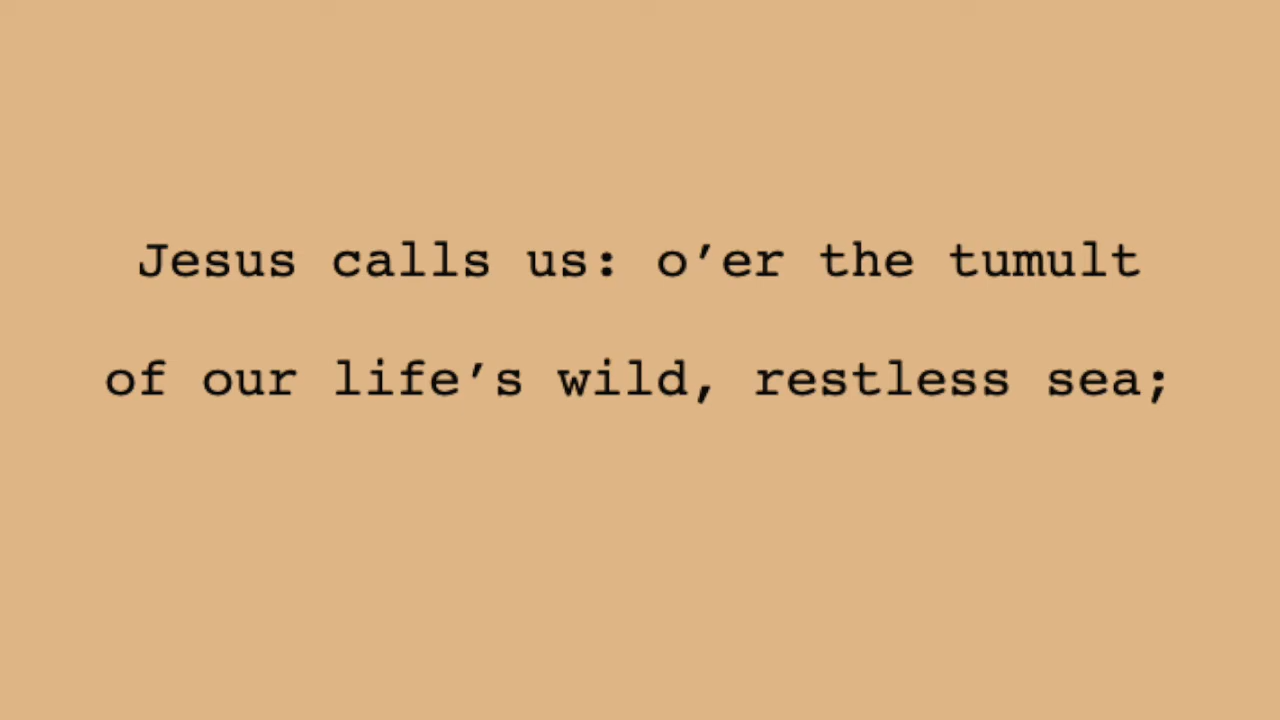 Jesus calls us: o’er the tumult
of our life’s wild, restless sea;